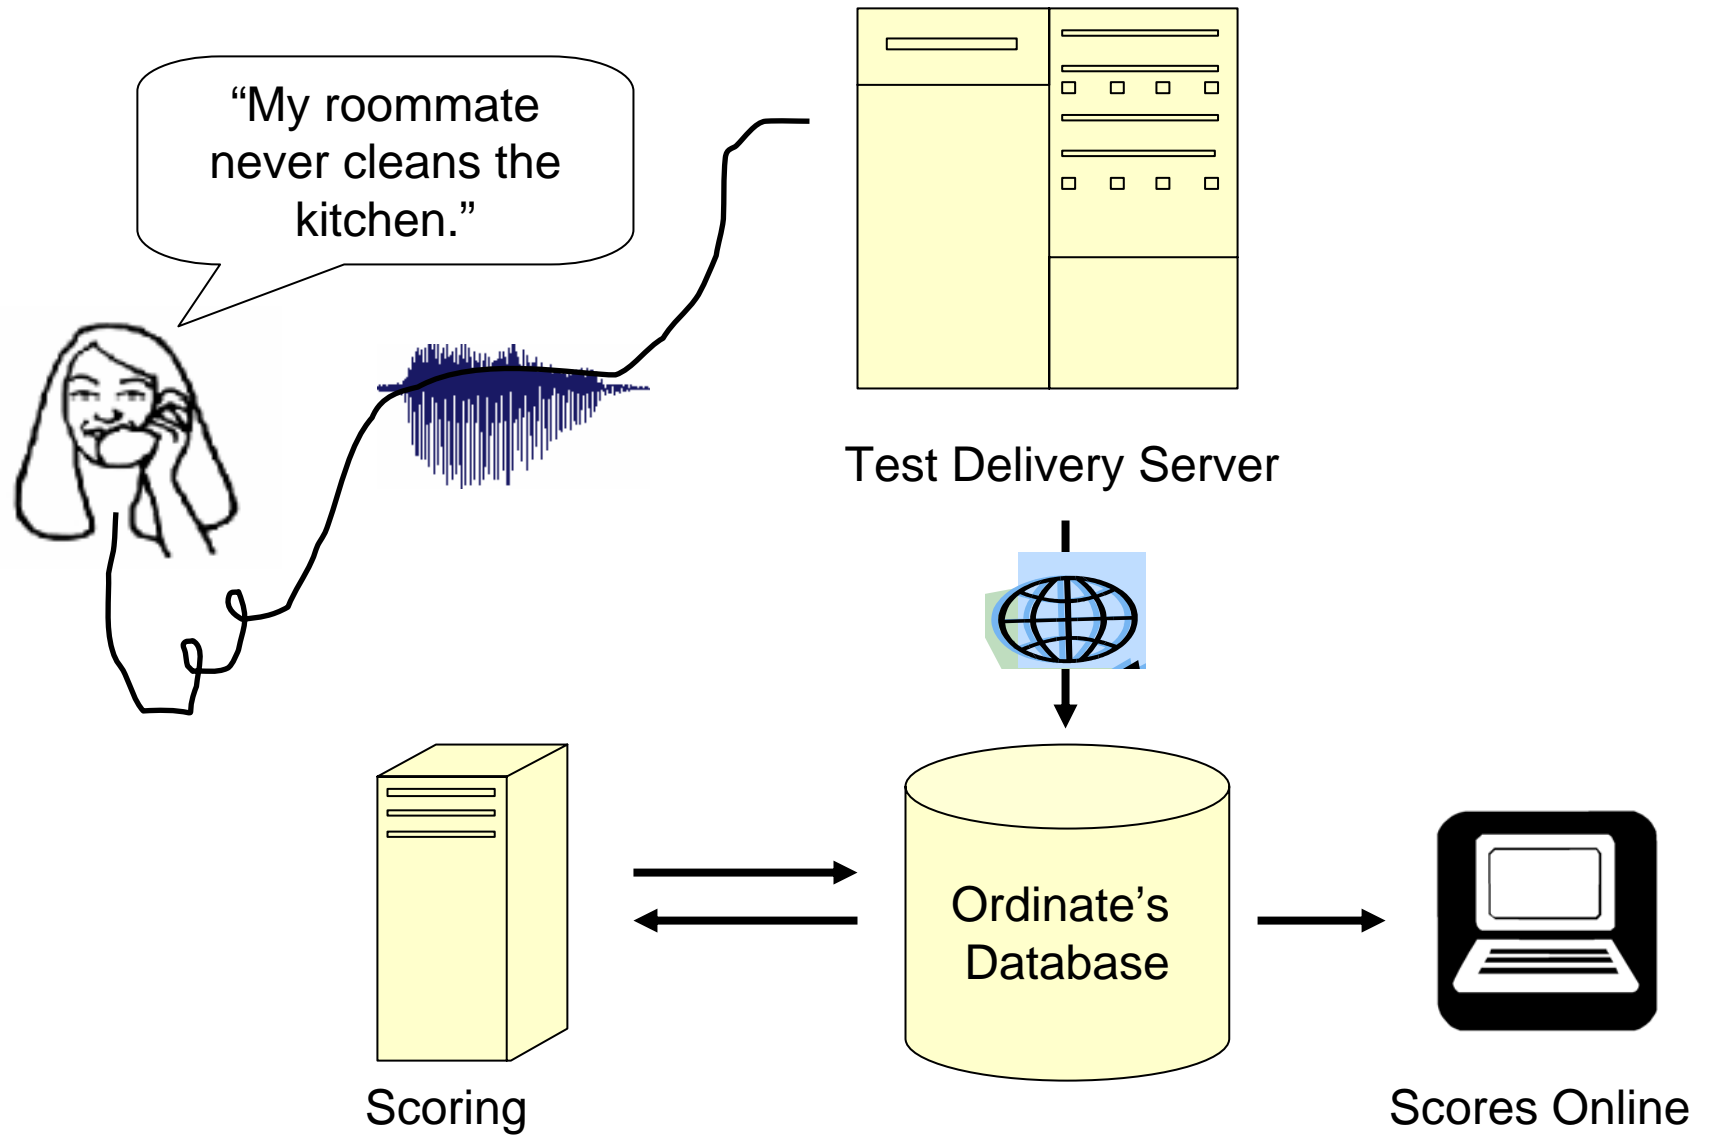 “My roommate
never cleans the
kitchen.”
Test Delivery Server
Ordinate’s
Database
Scoring
Scores Online